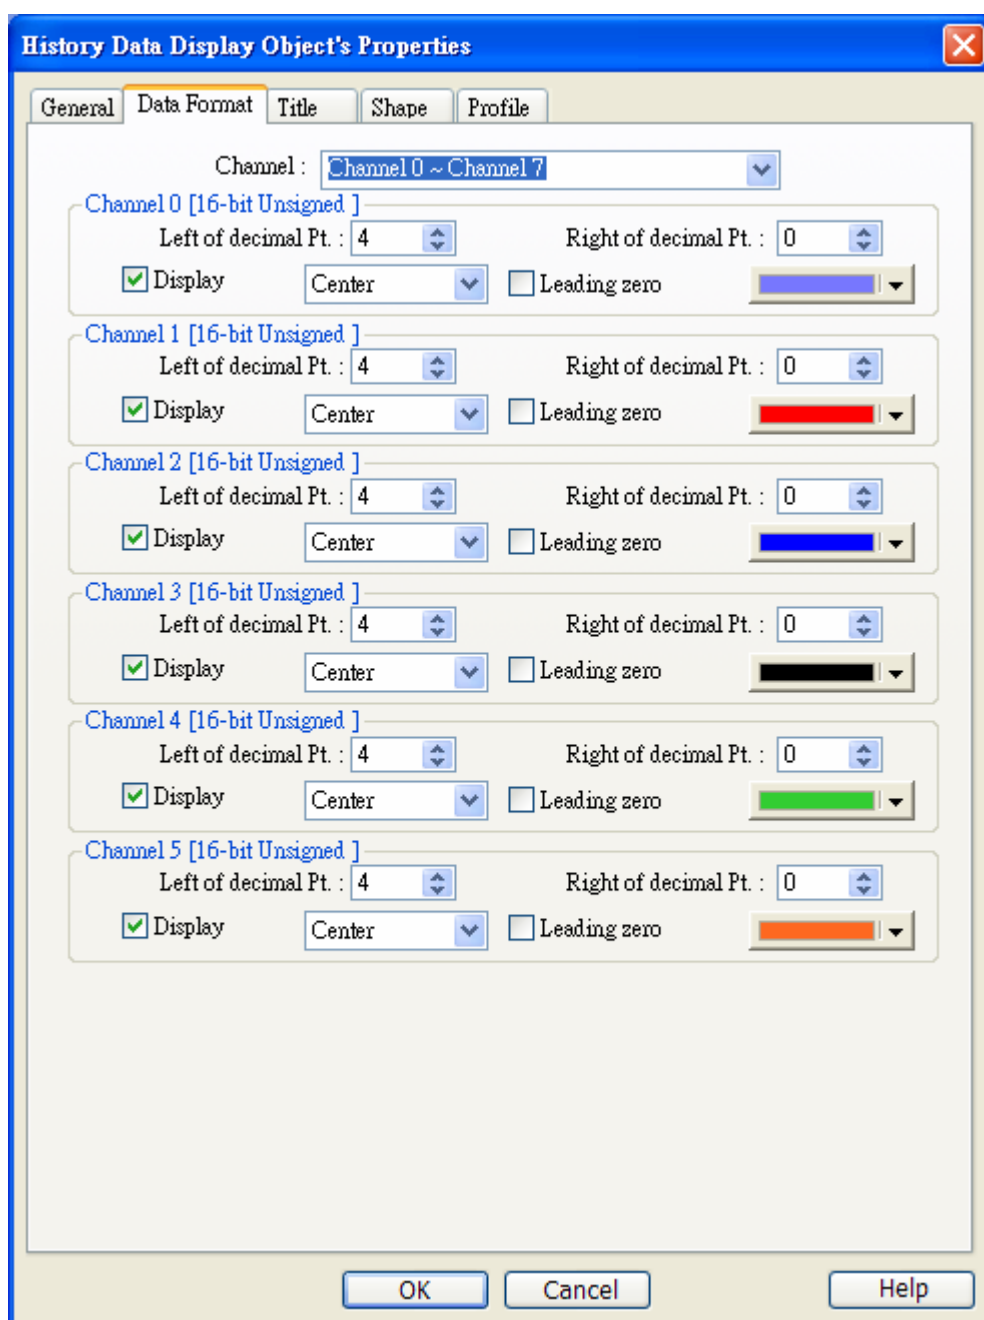 History Data Display Object's Properties
General Data Format Title Shape Profile
Channel : Channel 0 ~ Channel 7
Channel 0 [16-bit Unsigned ]
Left of decimal Pt. : 4 Right of decimal Pt. : 0
Display Center Leading zero
Channel 1 [16-bit Unsigned ]
Left of decimal Pt. : 4 Right of decimal Pt. : 0
Display Center Leading zero
Channel 2 [16-bit Unsigned ]
Left of decimal Pt. : 4 Right of decimal Pt. : 0
Display Center Leading zero
Channel 3 [16-bit Unsigned ]
Left of decimal Pt. : 4 Right of decimal Pt. : 0
Display Center Leading zero
Channel 4 [16-bit Unsigned ]
Left of decimal Pt. : 4 Right of decimal Pt. : 0
Display Center Leading zero
Channel 5 [16-bit Unsigned ]
Left of decimal Pt. : 4 Right of decimal Pt. : 0
Display Center Leading zero
OK Cancel Help